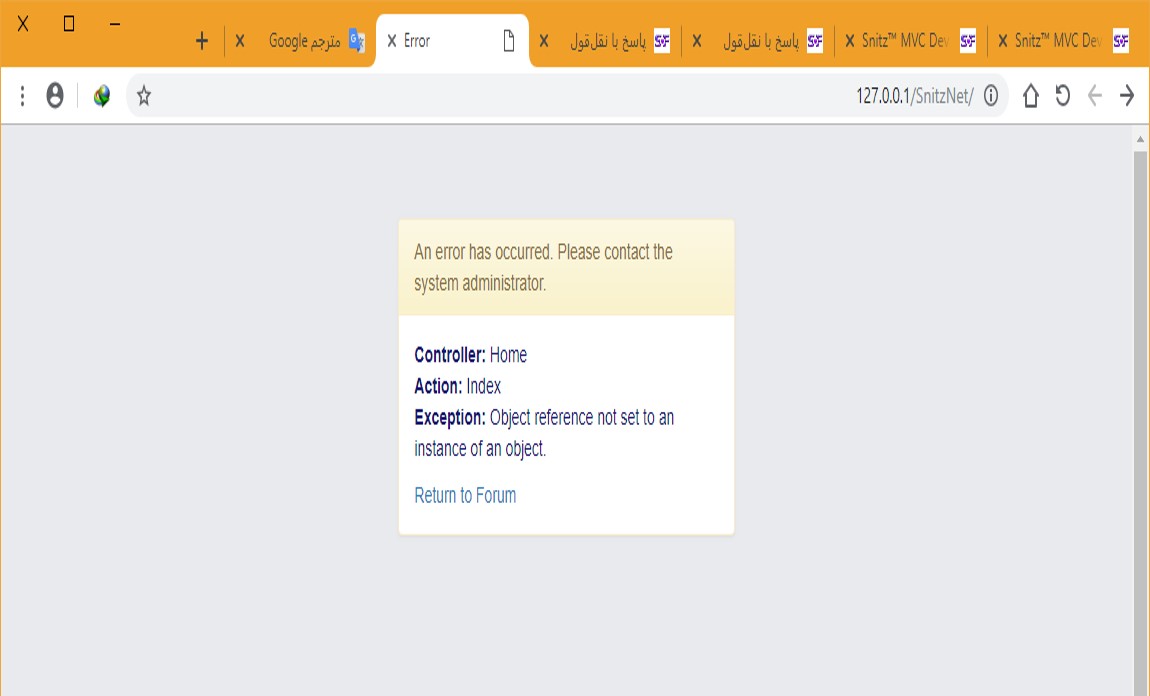 Google مترجم
Error
پاسخ با نقل‌قول
پاسخ با نقل‌قول
Snitz™ MVC Dev
Snitz™ MVC Dev
127.0.0.1/SnitzNet/
An error has occurred. Please contact the
system administrator.
Controller: Home
Action: Index
Exception: Object reference not set to an
instance of an object.
Return to Forum